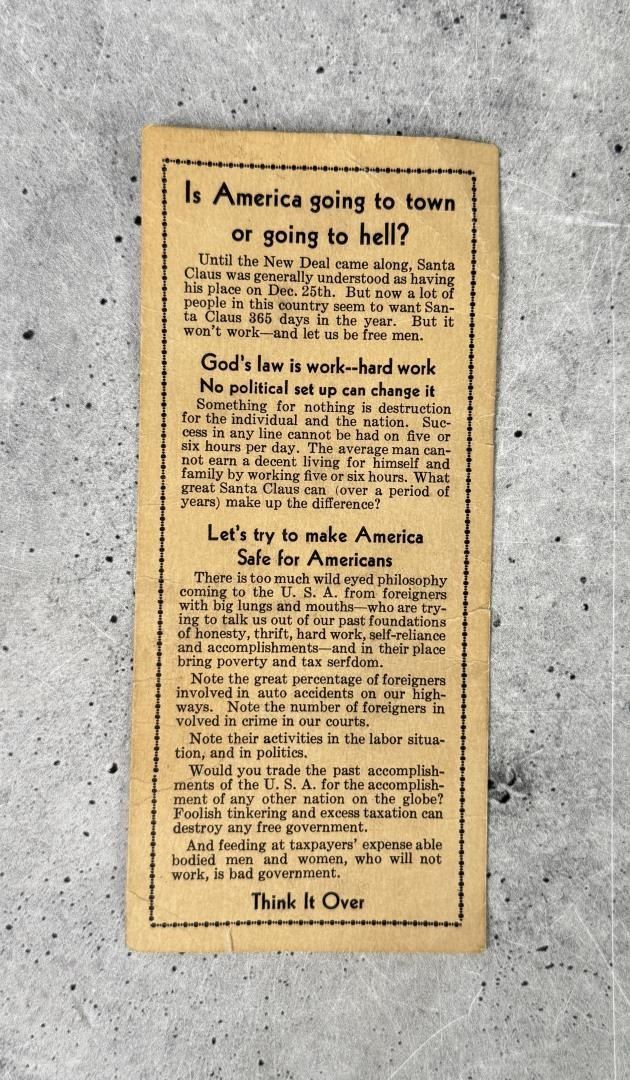 Is America going to town
or going to hell?
Until the New Deal came along, Santa
Claus was generally understood as having
his place on Dec. 25th. But now a lot of
people in this country seem to want San-
ta Claus 365 days in the year. But it
won't work—and let us be free men.
God's law is work--hard work
No political set up can change it
Something for nothing is destruction
for the individual and the nation. Suc-
cess in any line cannot be had on five or
six hours per day. The average man can-
not earn a decent living for himself and
family by working five or six hours. What
great Santa Claus can (over a period of
years) make up the difference?
Let's try to make America
Safe for Americans
There is too much wild eyed philosophy
coming to the U. S. A. from foreigners
with big lungs and mouths—who are try-
ing to talk us out of our past foundations
of honesty, thrift, hard work, self-reliance
and accomplishments—and in their place
bring poverty and tax serfdom.
Note the great percentage of foreigners
involved in auto accidents on our high-
ways. Note the number of foreigners in
volved in crime in our courts.
Note their activities in the labor situa-
tion, and in politics.
Would you trade the past accomplish-
ments of the U. S. A. for the accomplish-
ment of any other nation on the globe?
Foolish tinkering and excess taxation can
destroy any free government.
And feeding at taxpayers' expense able
bodied men and women, who will not
work, is bad government.
Think It Over